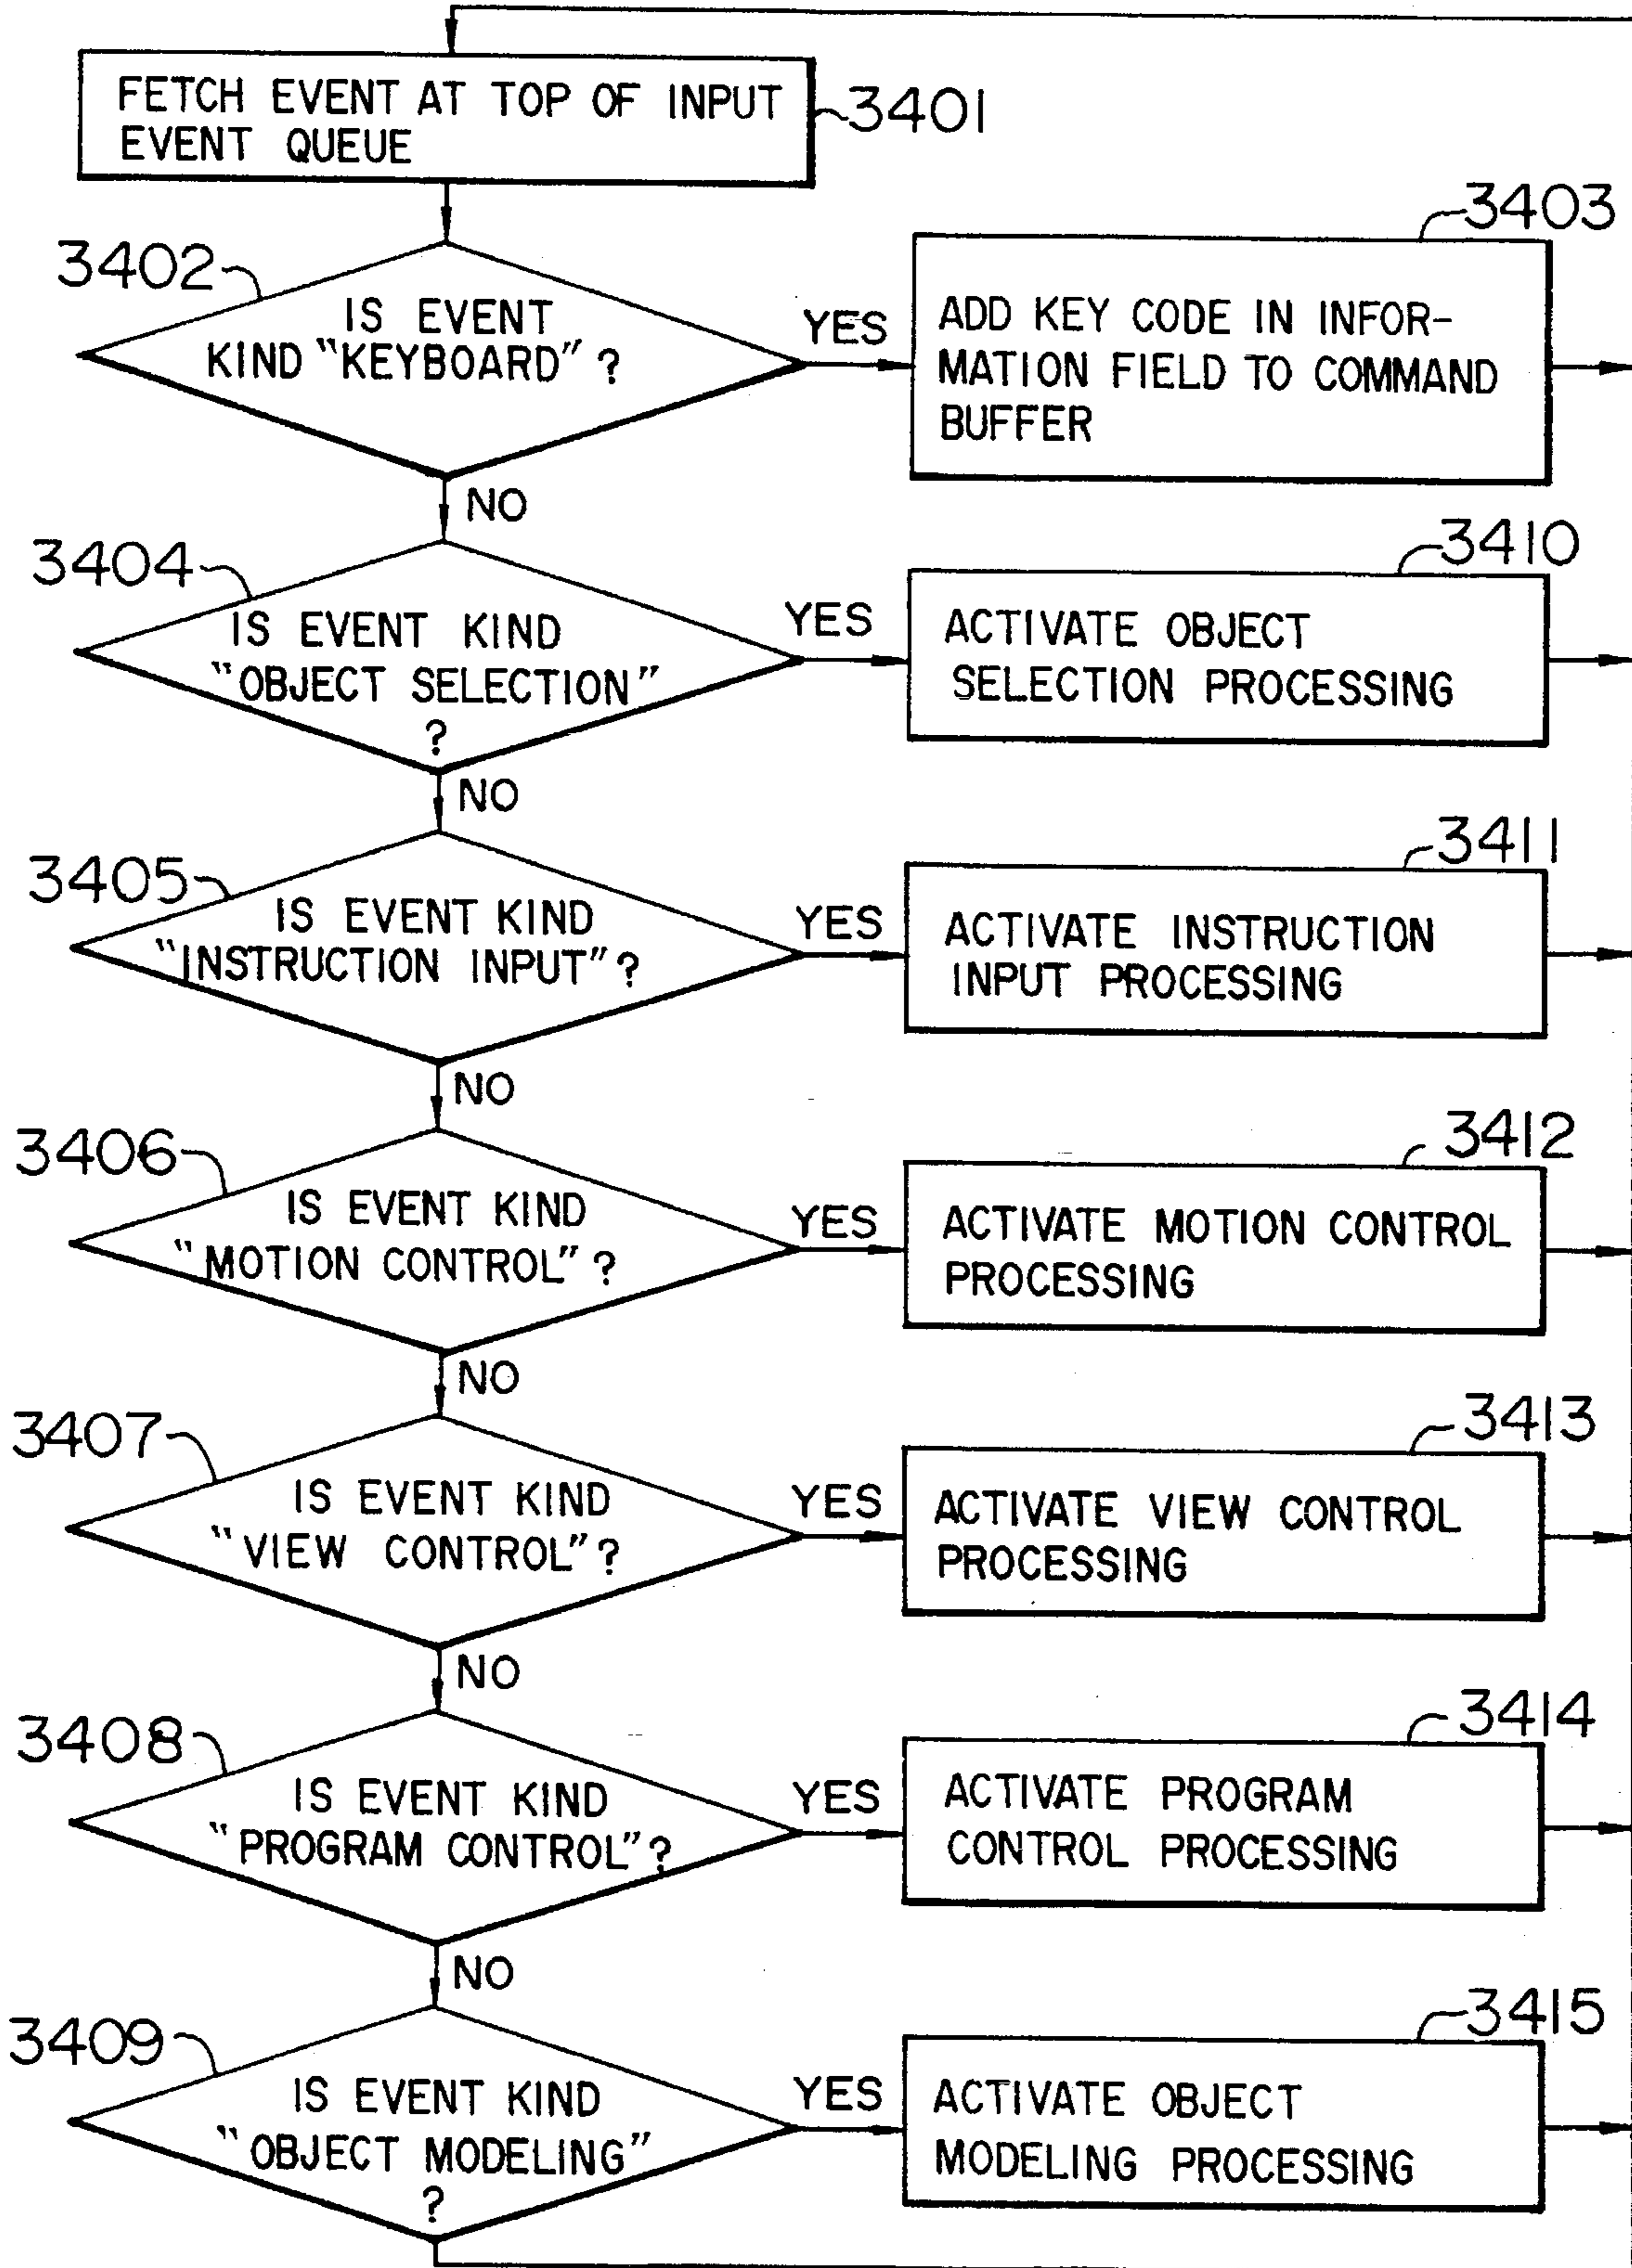 FETCH EVENT AT TOP OF INPUT
EVENT QUEUE
3401
3402
IS EVENT
KIND "KEYBOARD"?
YES
3403
ADD KEY CODE IN INFOR-
MATION FIELD TO COMMAND
BUFFER
NO
3404
IS EVENT KIND
"OBJECT SELECTION"
?
YES
3410
ACTIVATE OBJECT
SELECTION PROCESSING
NO
3405
IS EVENT KIND
"INSTRUCTION INPUT"?
YES
3411
ACTIVATE INSTRUCTION
INPUT PROCESSING
NO
3406
IS EVENT KIND
"MOTION CONTROL"?
YES
3412
ACTIVATE MOTION CONTROL
PROCESSING
NO
3407
IS EVENT KIND
"VIEW CONTROL"?
YES
3413
ACTIVATE VIEW CONTROL
PROCESSING
NO
3408
IS EVENT KIND
"PROGRAM CONTROL"?
YES
3414
ACTIVATE PROGRAM
CONTROL PROCESSING
NO
3409
IS EVENT KIND
"OBJECT MODELING"
?
YES
3415
ACTIVATE OBJECT
MODELING PROCESSING